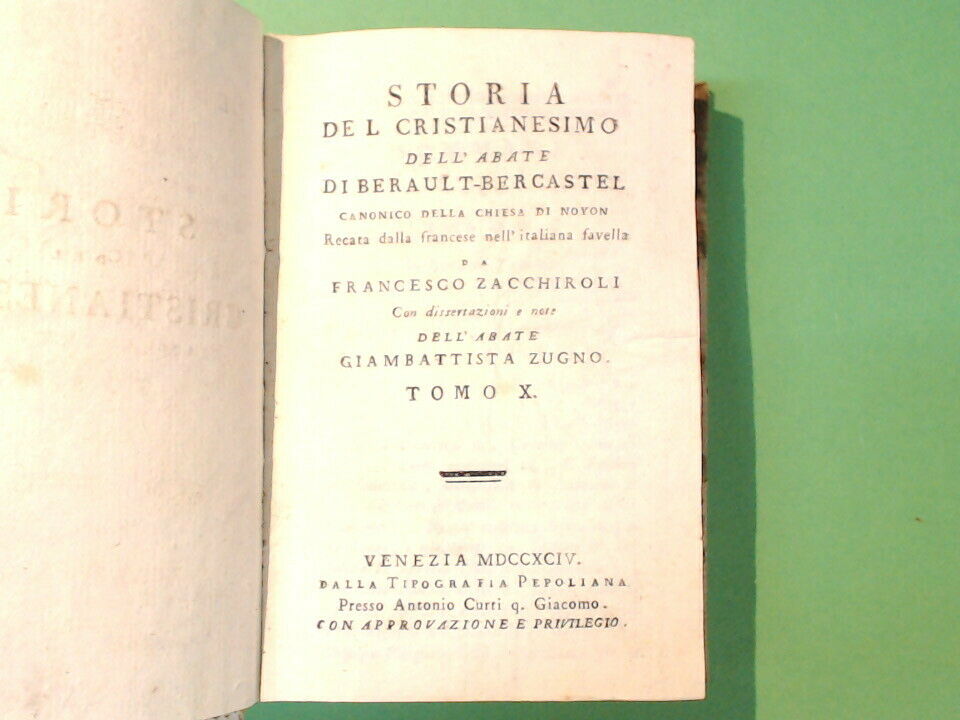 STORIA
DEL CRISTIANESIMO
DELL' ABATE
DI BERAULT-BERCASTEL
CANONICO DELLA CHIESA DI NOYON
Recata dalla francese nell' italiana favella
DA
FRANCESCO ZACCHIROLI
Con dissertazioni e note
DELL' ABATE
GIAMBATTISTA ZUGNO.
TOMO X.
VENEZIA MDCCXCIV.
DALLA TIPOGRAFIA PEPOLIANA
Presso Antonio Curti q. Giacomo.
CON APPROVAZIONE E PRIVILEGIO.